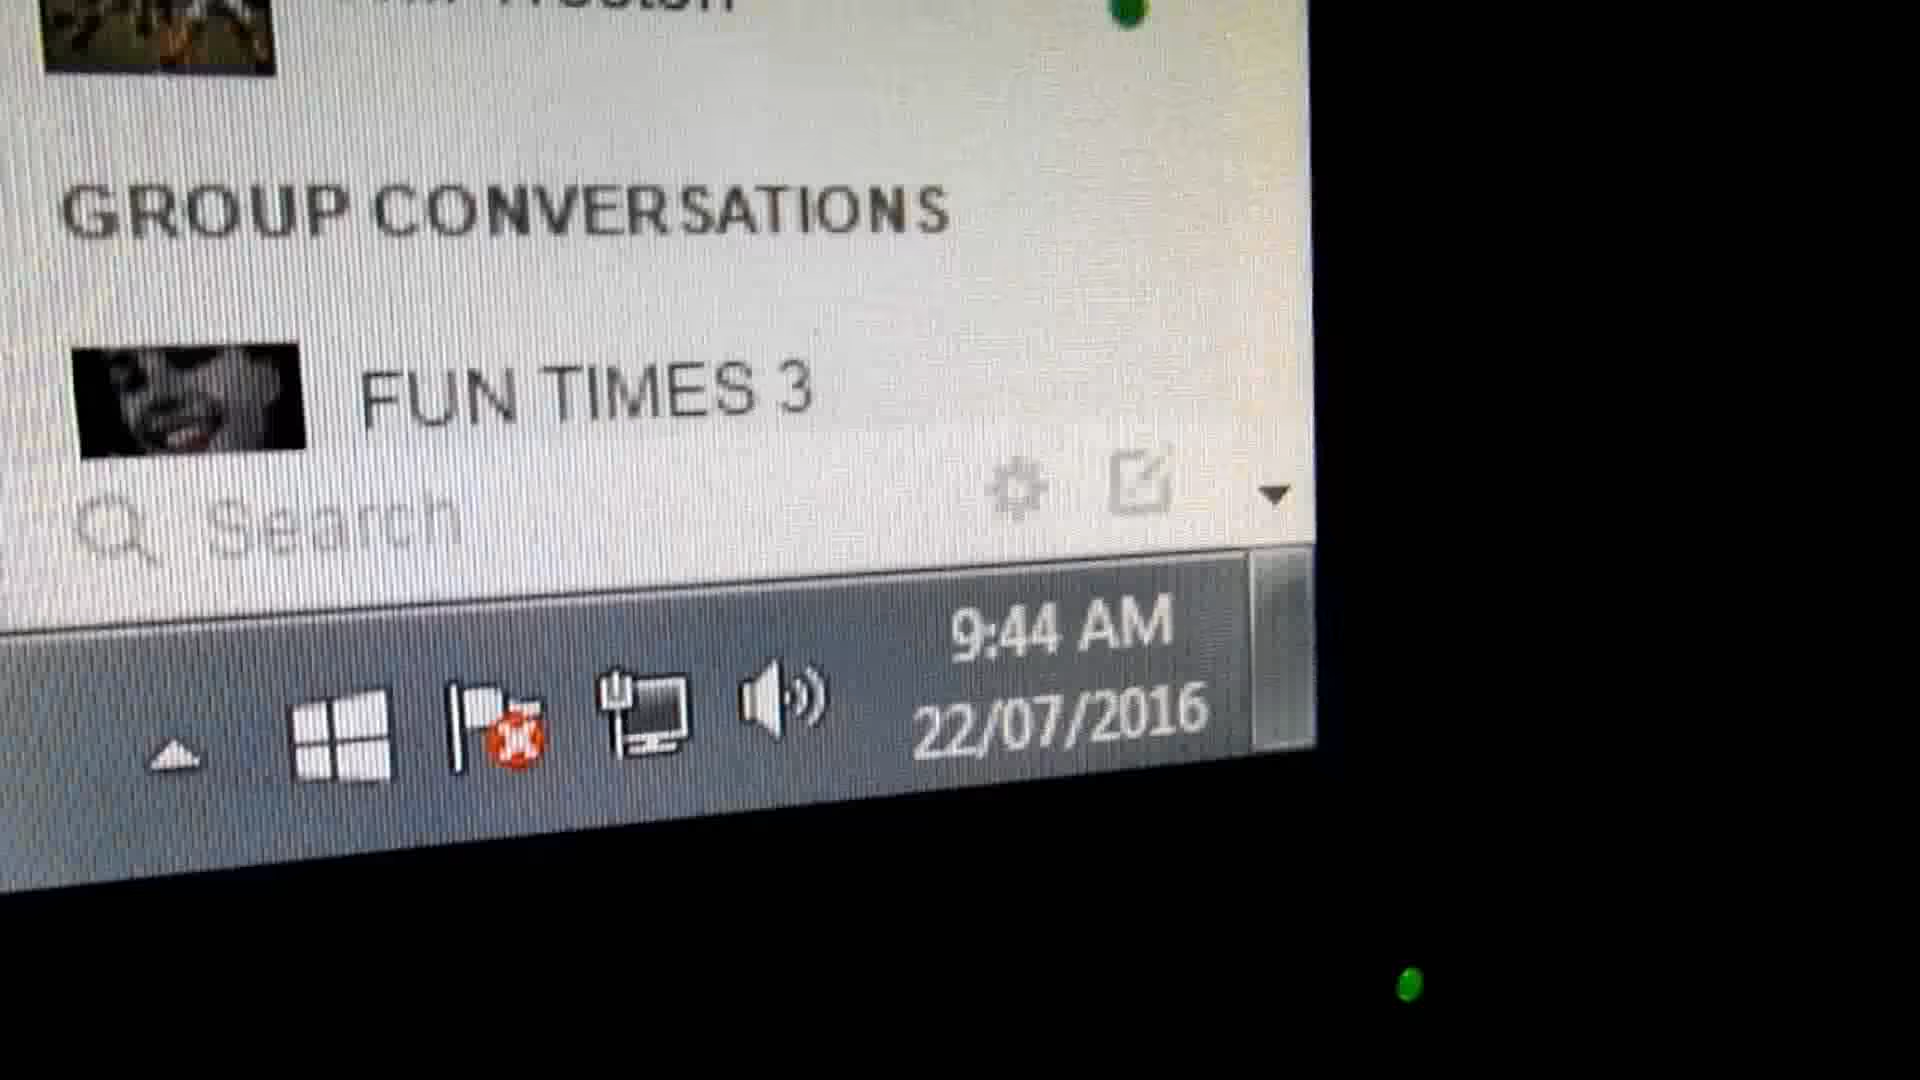 GROUP CONVERSATIONS
FUN TIMES 3
Search
9:44 AM
22/07/2016